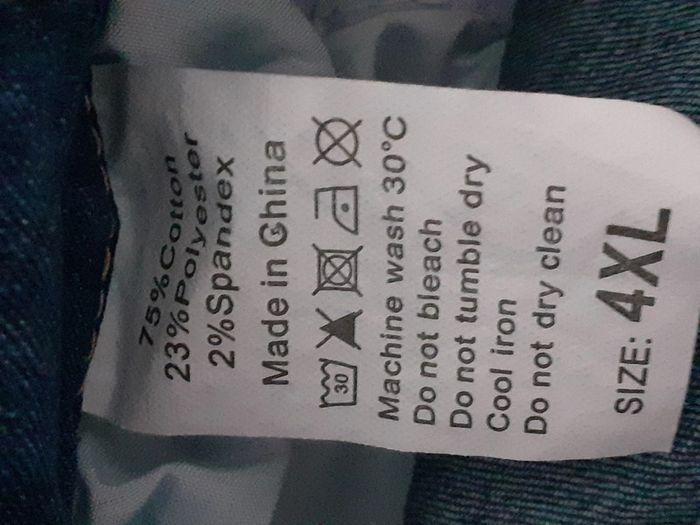 75%Cotton
23%Polyester
2%Spandex
Made in China
30
Machine wash 30°C
Do not bleach
Do not tumble dry
Cool iron
Do not dry clean
SIZE: 4XL